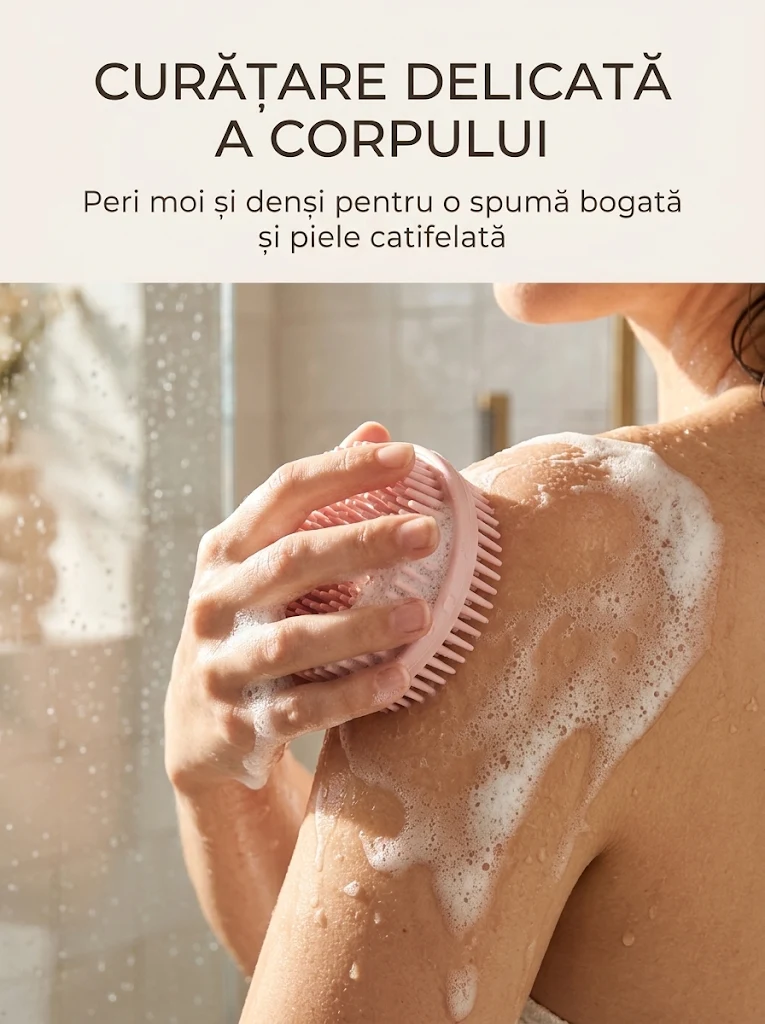 CURĂȚARE DELICATĂ
A CORPULUI
Peri moi și denși pentru o spumă bogată
și piele catifelată